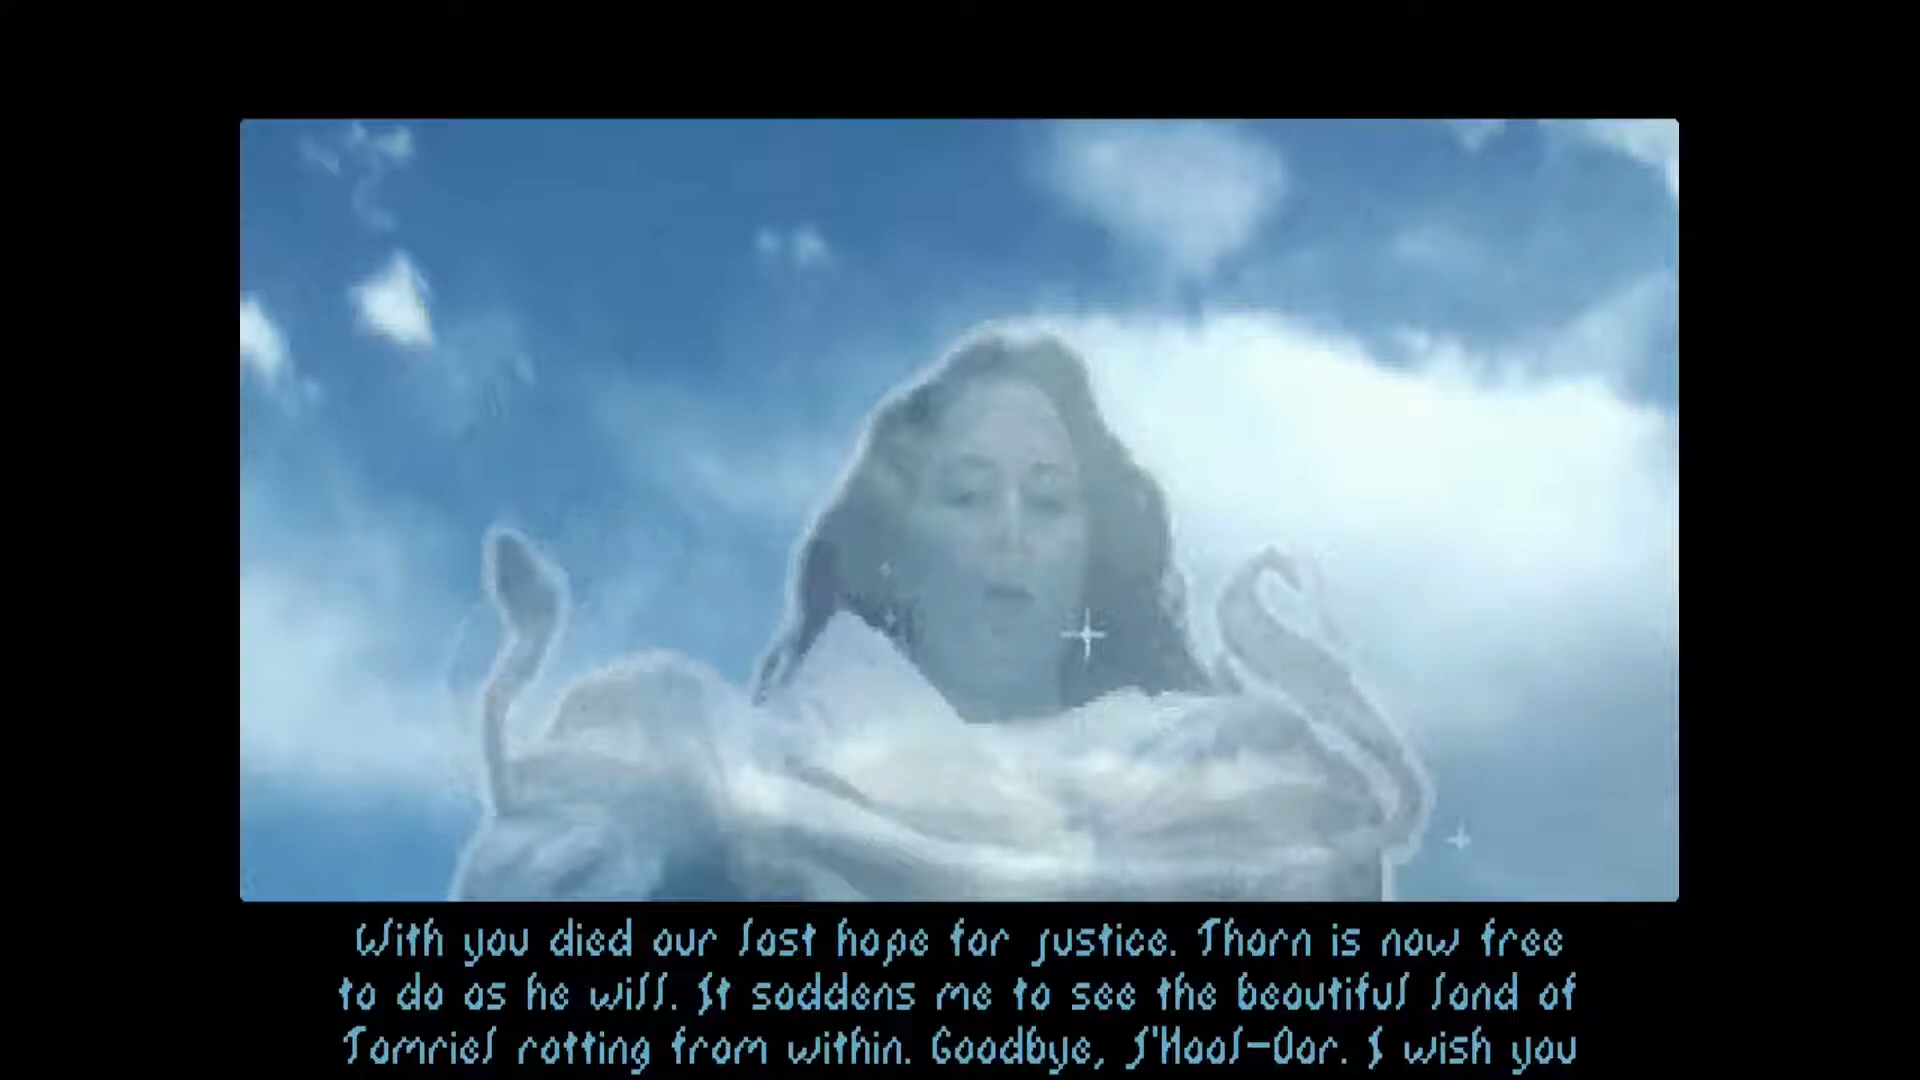 With you died our last hope for justice. Tharn is now free
to do as he will. It saddens me to see the beautiful land of
Tamriel rotting from within. Goodbye, J'Hool-Oor. I wish you